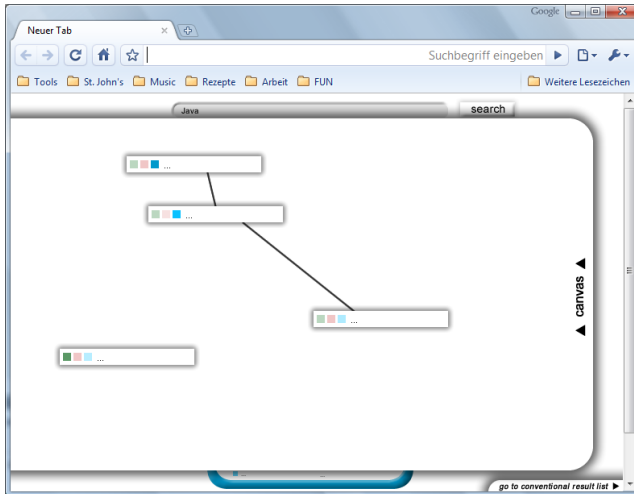 Google
Neuer Tab
Suchbegriff eingeben
Tools St. John's Music Rezepte Arbeit FUN Weitere Lesezeichen
Java search
...
...
canvas
...
...
go to conventional result list